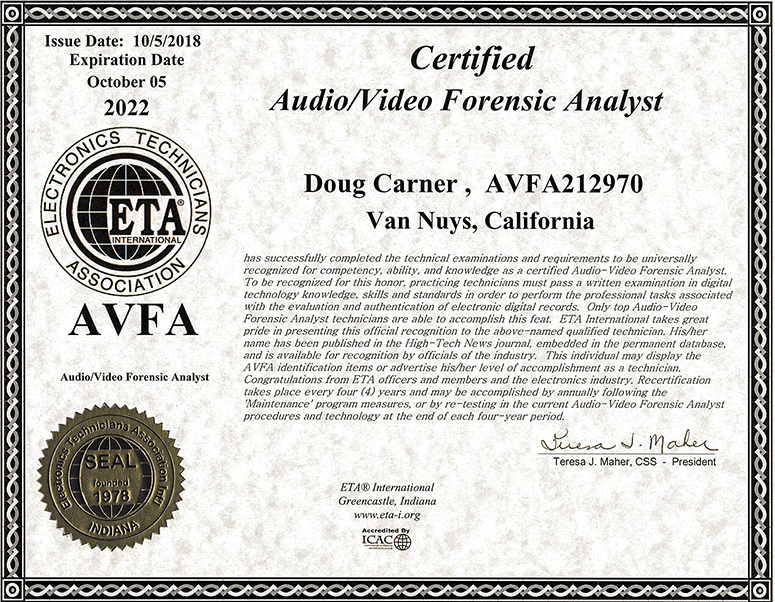 Issue Date: 10/5/2018
Expiration Date
October 05
2022
ELECTRONICS TECHNICIANS
ETA®
INTERNATIONAL
ASSOCIATION
AVFA
Audio/Video Forensic Analyst
Electronics Technicians Association Intl
SEAL
founded
1978
INDIANA
Certified
Audio/Video Forensic Analyst
Doug Carner , AVFA212970
Van Nuys, California
has successfully completed the technical examinations and requirements to be universally
recognized for competency, ability, and knowledge as a certified Audio-Video Forensic Analyst.
To be recognized for this honor, practicing technicians must pass a written examination in digital
technology knowledge, skills and standards in order to perform the professional tasks associated
with the evaluation and authentication of electronic digital records. Only top Audio-Video
Forensic Analyst technicians are able to accomplish this feat. ETA International takes great
pride in presenting this official recognition to the above-named qualified technician. His/her
name has been published in the High-Tech News journal, embedded in the permanent database,
and is available for recognition by officials of the industry. This individual may display the
AVFA identification items or advertise his/her level of accomplishment as a technician.
Congratulations from ETA officers and members and the electronics industry. Recertification
takes place every four (4) years and may be accomplished by annually following the
'Maintenance' program measures, or by re-testing in the current Audio-Video Forensic Analyst
procedures and technology at the end of each four-year period.
Teresa J. Maher
Teresa J. Maher, CSS - President
ETA® International
Greencastle, Indiana
www.eta-i.org
Accredited By
ICAC